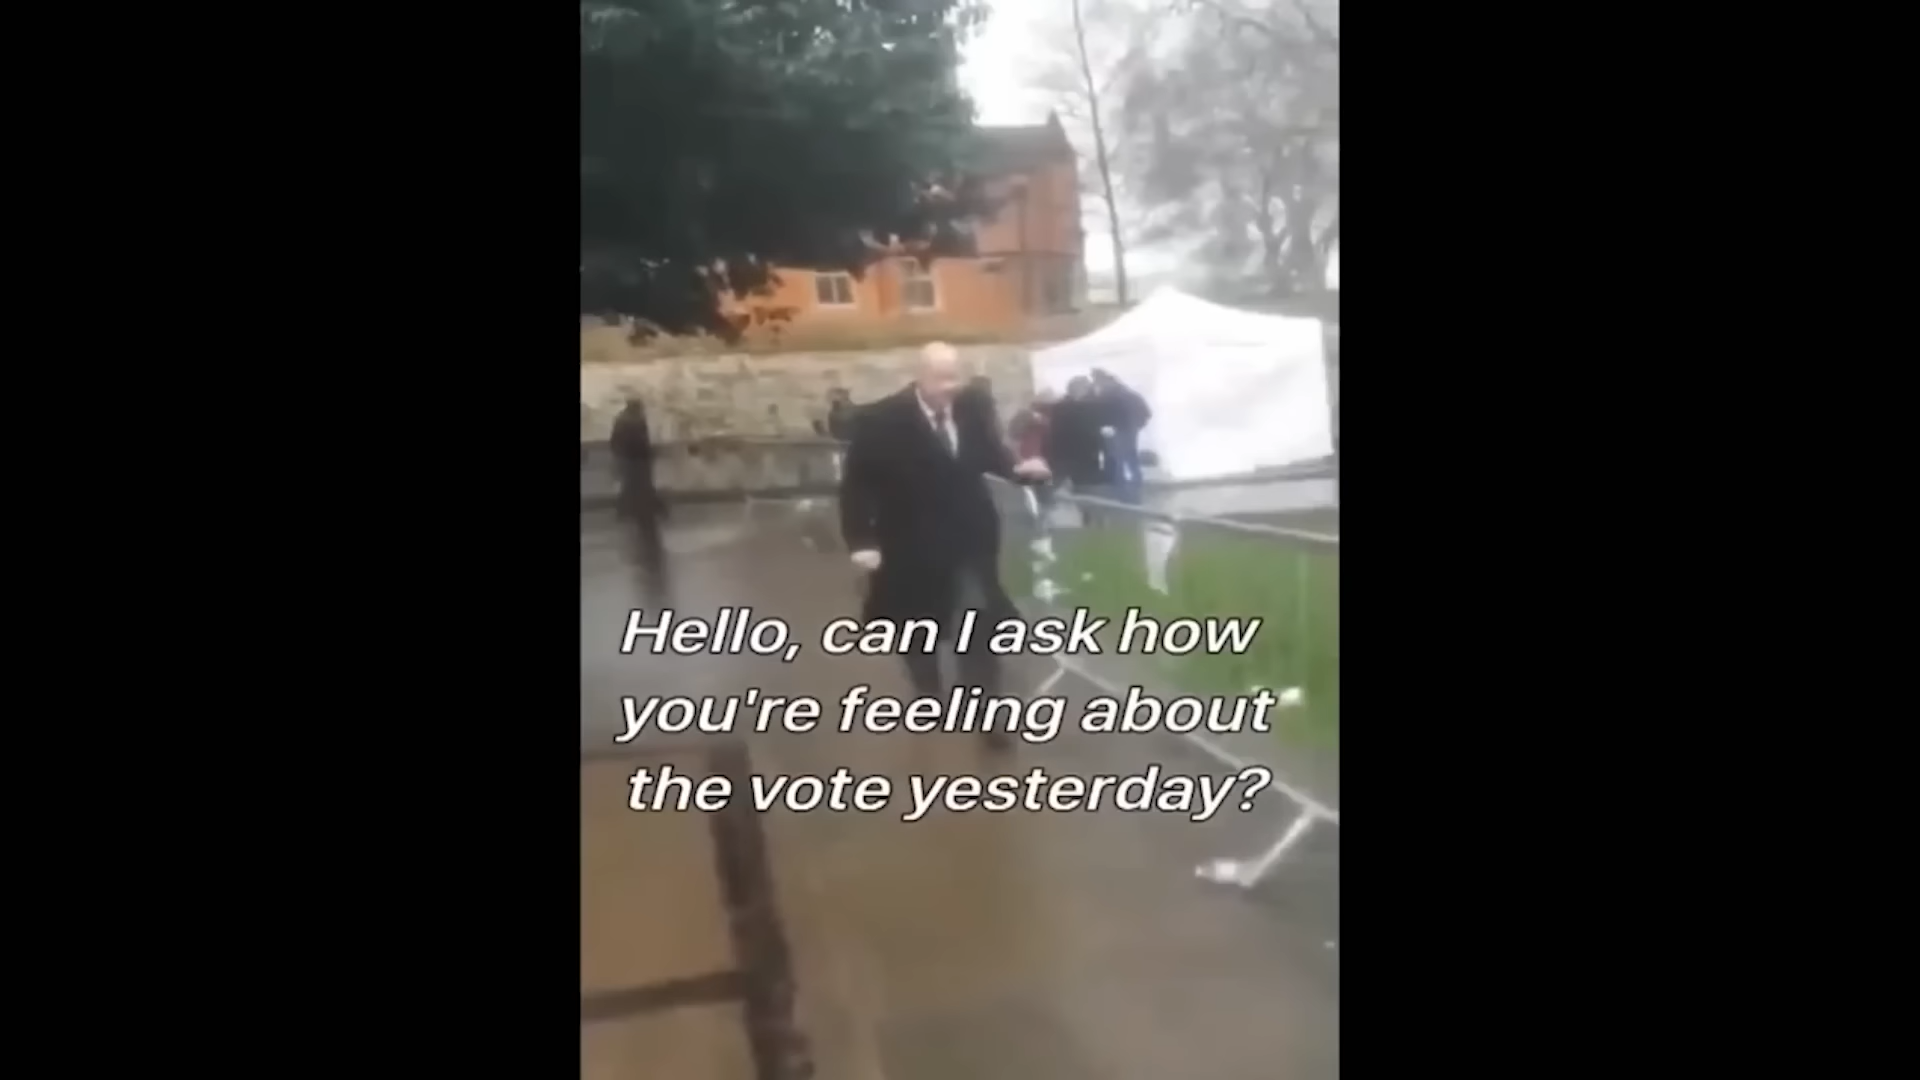 Hello, can I ask how
you're feeling about
the vote yesterday?